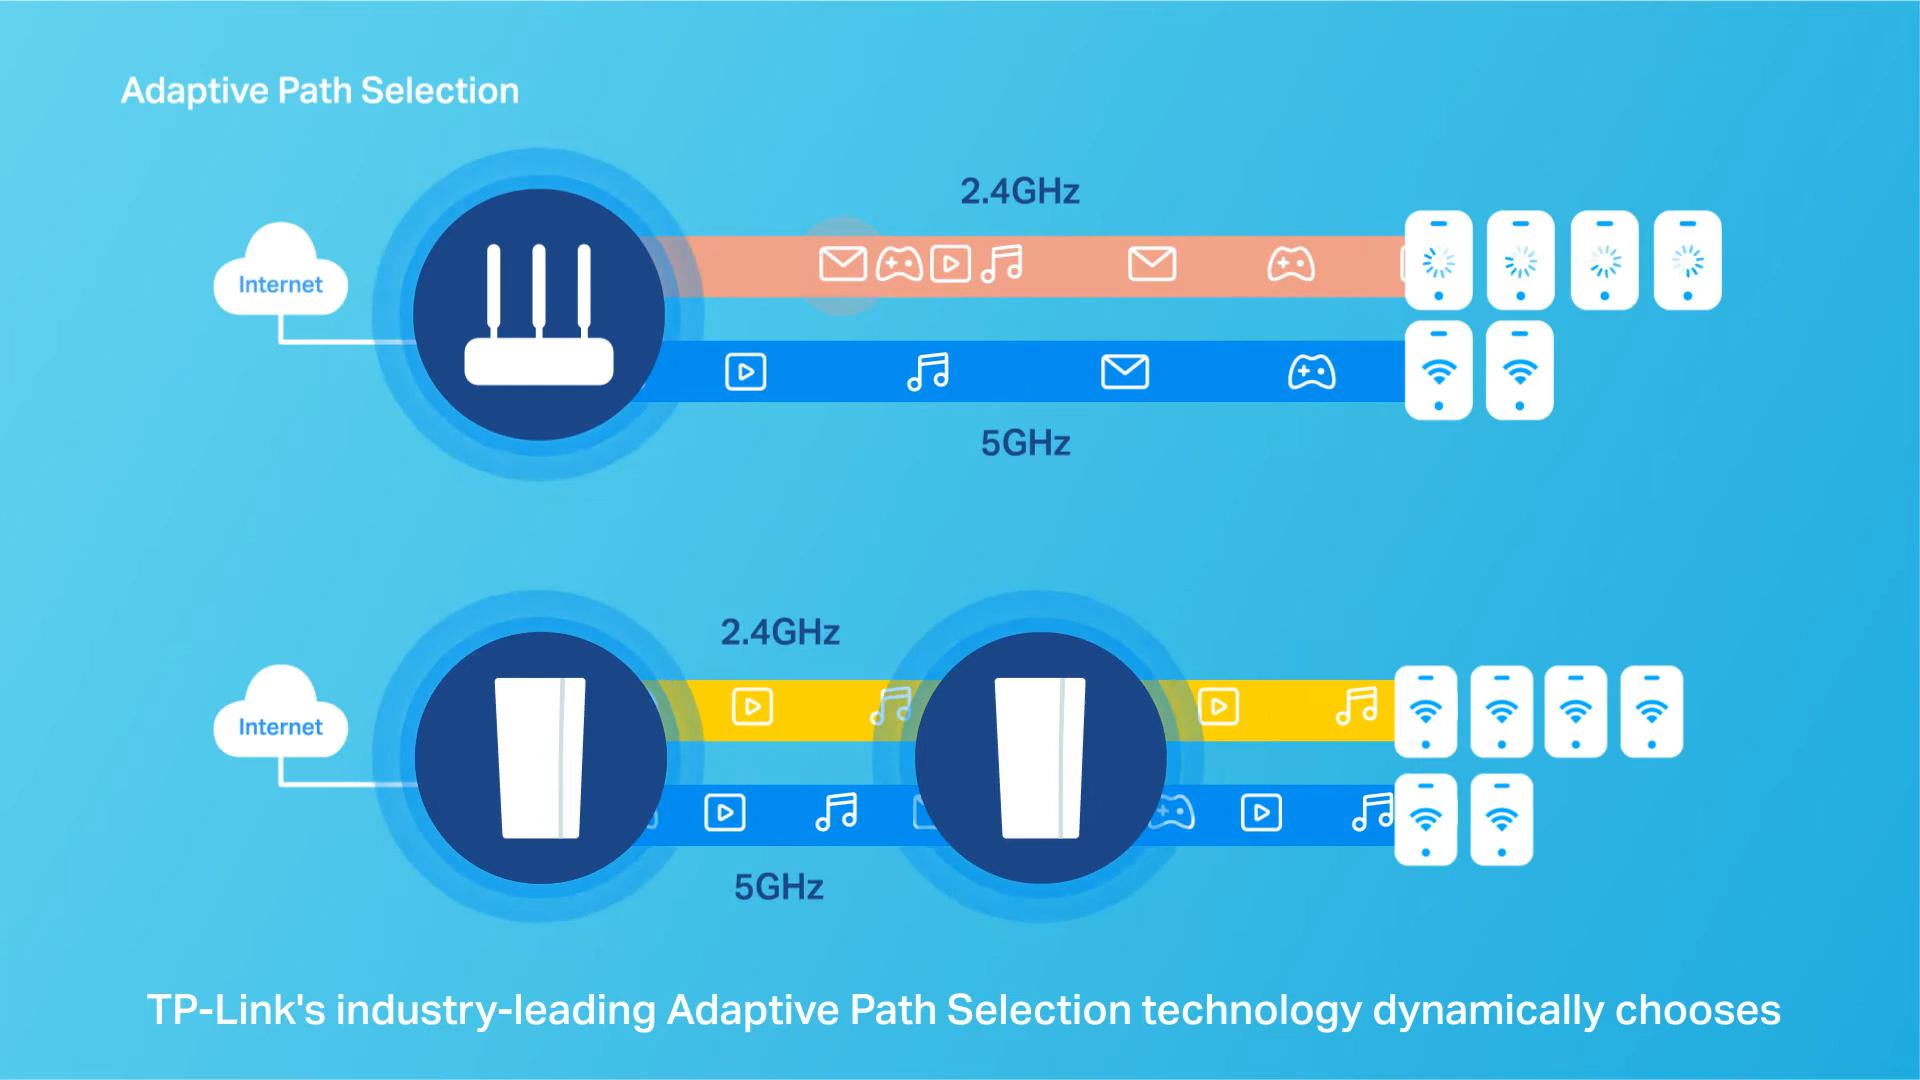 Adaptive Path Selection
2.4GHz
Internet
5GHz
2.4GHz
Internet
5GHz
TP-Link's industry-leading Adaptive Path Selection technology dynamically chooses